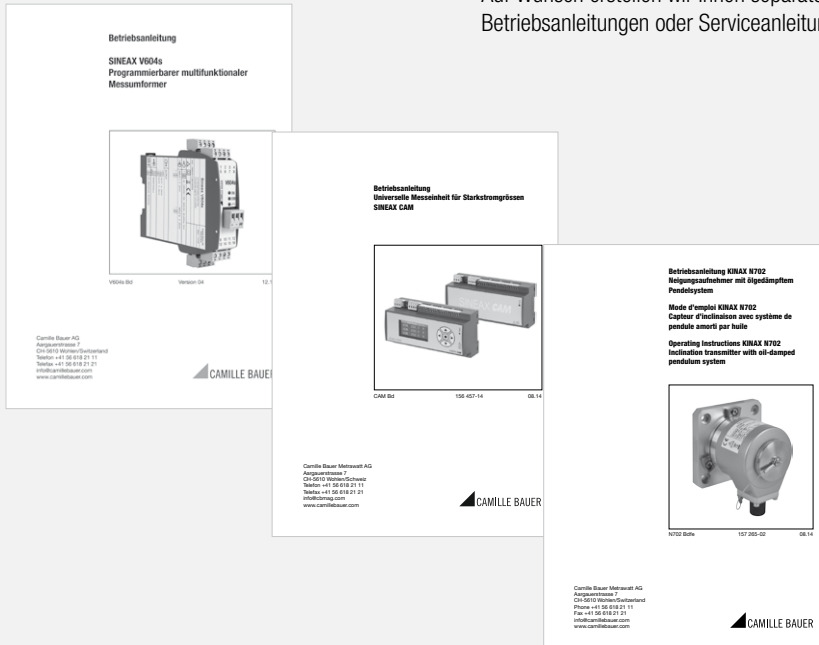 Auf Wunsch erstellen wir Ihnen separate
Betriebsanleitungen oder Serviceanleitun
Betriebsanleitung
SINEAX V604s
Programmierbarer multifunktionaler
Messumformer
V604s Bd Version 04 12.1
Camille Bauer AG
Aargauerstrasse 7
CH-5610 Wohlen/Switzerland
Telefon +41 56 618 21 11
Telefax +41 56 618 21 21
info@camillebauer.com
www.camillebauer.com
CAMILLE BAUE
Betriebsanleitung
Universelle Messeinheit für Starkstromgrössen
SINEAX CAM
SINEAX CAM
CAM Bd 156 457-14 08.14
Camille Bauer Metrawatt AG
Aargauerstrasse 7
CH-5610 Wohlen/Schweiz
Telefon +41 56 618 21 11
Telefax +41 56 618 21 21
info@cbmag.com
www.camillebauer.com
CAMILLE BAUER
Betriebsanleitung KINAX N702
Neigungsaufnehmer mit ölgedämpftem
Pendelsystem
Mode d'emploi KINAX N702
Capteur d'inclinaison avec système de
pendule amorti par huile
Operating Instructions KINAX N702
Inclination transmitter with oil-damped
pendulum system
N702 Bdfe 157 265-02 08.14
Camille Bauer Metrawatt AG
Aargauerstrasse 7
CH-5610 Wohlen/Switzerland
Phone +41 56 618 21 11
Fax +41 56 618 21 21
info@camillebauer.com
www.camillebauer.com
CAMILLE BAUER